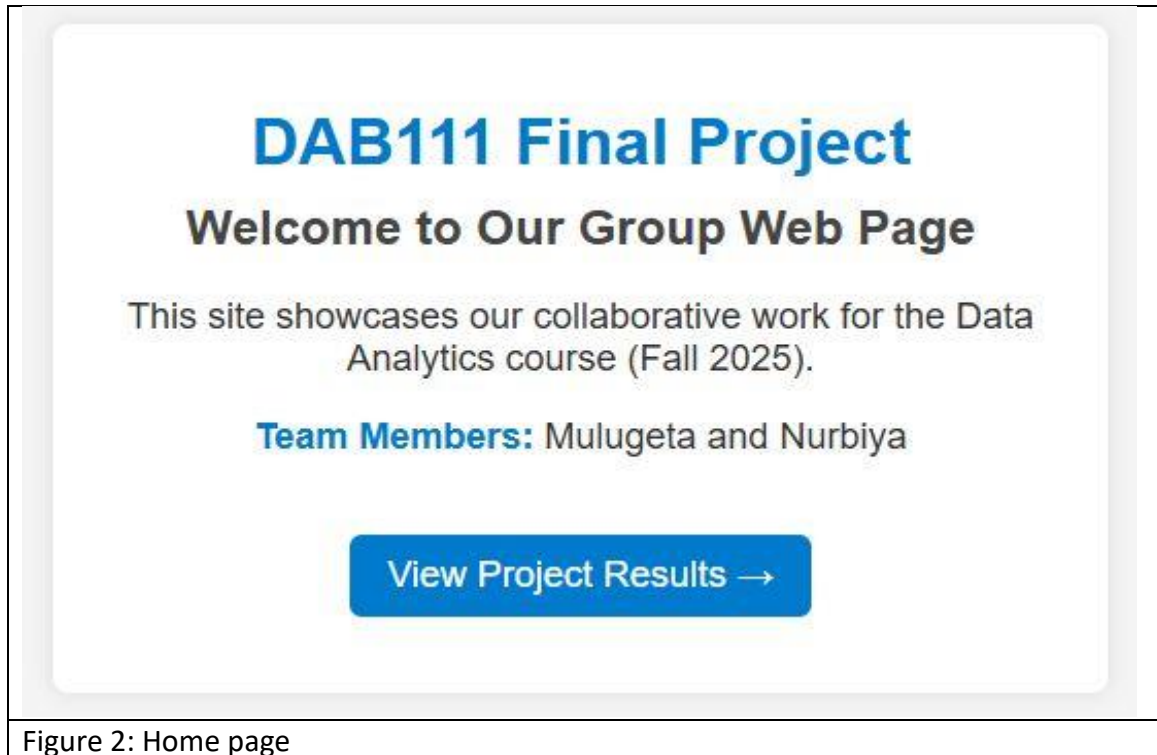 DAB111 Final Project
Welcome to Our Group Web Page
This site showcases our collaborative work for the Data
Analytics course (Fall 2025).
Team Members: Mulugeta and Nurbiya
View Project Results →
Figure 2: Home page